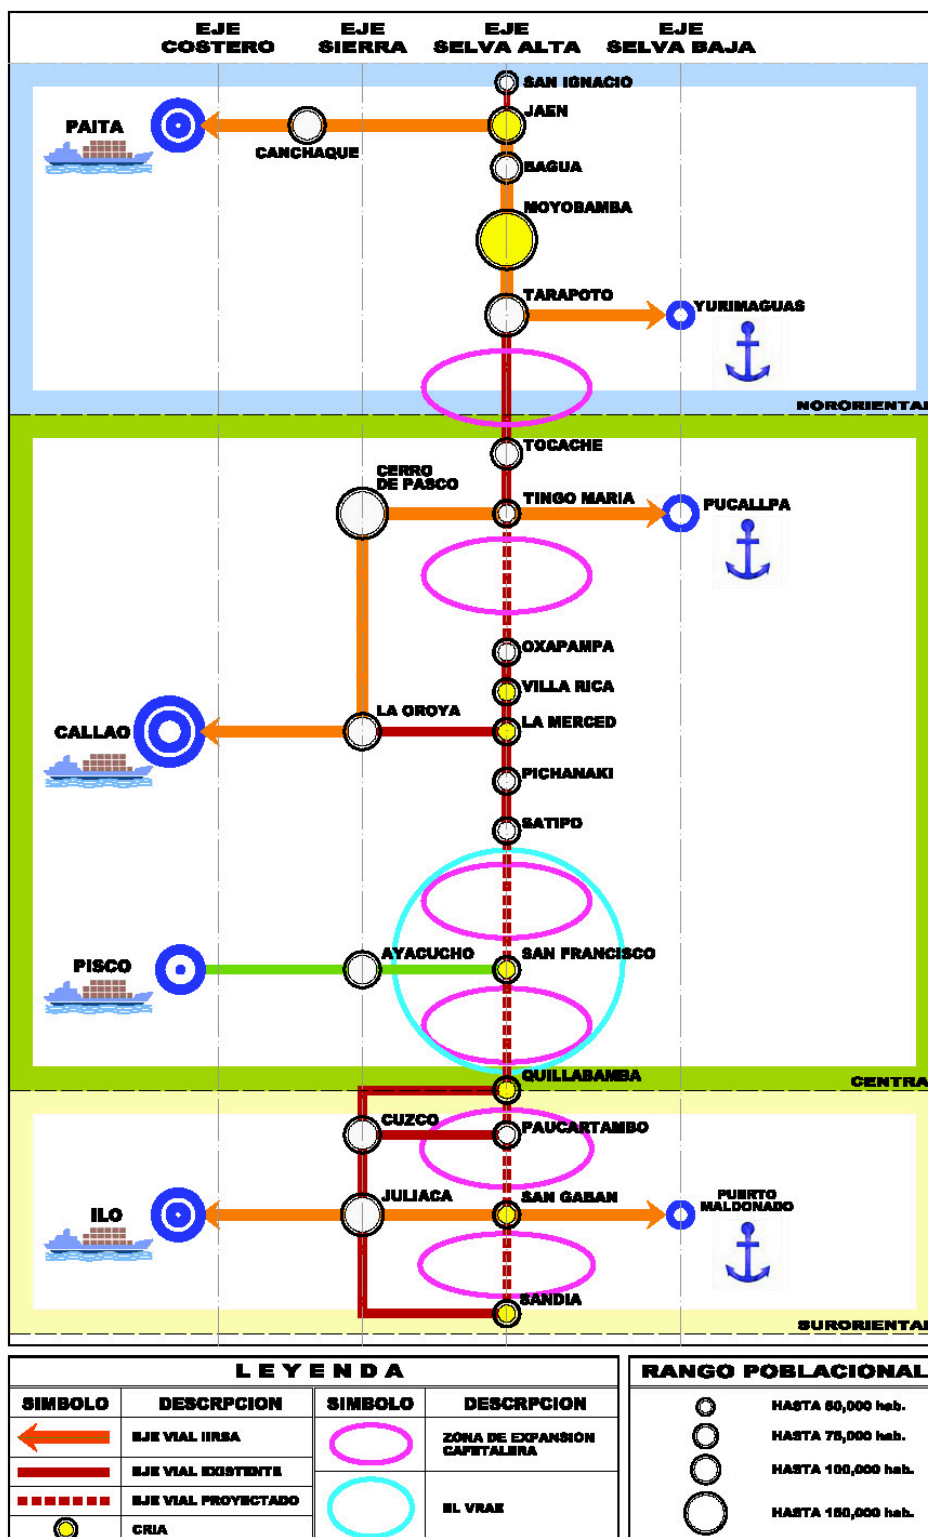 EJE
COSTERO
EJE
SIERRA
EJE
SELVA ALTA
EJE
SELVA BAJA
SAN IGNACIO
PAITA
JAEN
CANCHAQUE
BAGUA
MOYOBAMBA
TARAPOTO
YURIMAGUAS
NORORIENTAL
TOCACHE
CERRO
DE PASCO
TINGO MARIA
PUCALLPA
OXAPAMPA
VILLA RICA
LA OROYA
LA MERCED
CALLAO
PICHANAKI
SATIPO
AYACUCHO
SAN FRANCISCO
PISCO
QUILLABAMBA
CENTRA
CUZCO
PAUCARTAMBO
JULIACA
SAN GABAN
PUERTO
MALDONADO
ILO
SANDIA
SURORIENTAL
LEYENDA
SIMBOLO
DESCRPCION
SIMBOLO
DESCRPCION
EJE VIAL IIRSA
EJE VIAL EXISTENTE
EJE VIAL PROYECTADO
CRIA
ZONA DE EXPANSION
CAFETALERA
EL VRAE
RANGO POBLACIONAL
HASTA 50,000 hab.
HASTA 75,000 hab.
HASTA 100,000 hab.
HASTA 150,000 hab.